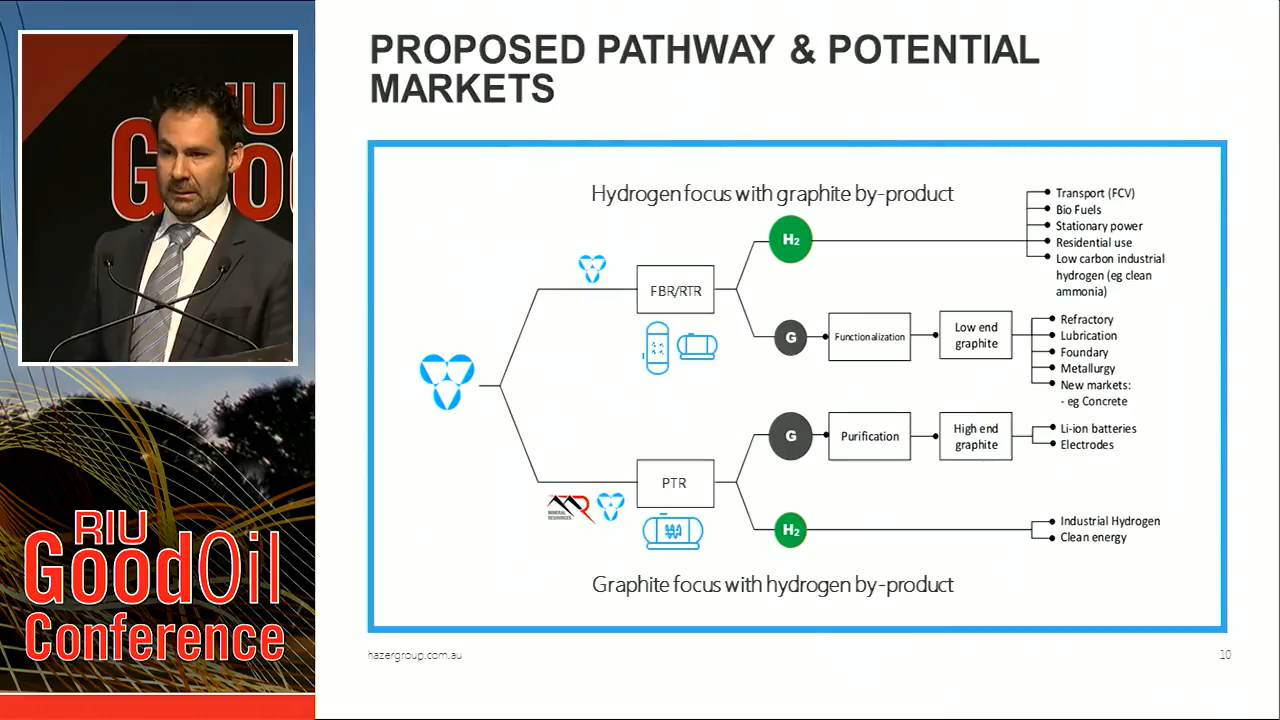 PROPOSED PATHWAY & POTENTIAL
MARKETS
Hydrogen focus with graphite by-product
H2
FBR/RTR
Transport (FCV)
Bio Fuels
Stationary power
Residential use
Low carbon industrial
hydrogen (eg clean
ammonia)
G
Functionalization
Low end
graphite
Refractory
Lubrication
Foundary
Metallurgy
New markets:
- eg Concrete
G
Purification
High end
graphite
Li-ion batteries
Electrodes
PTR
MINERAL
RESOURCES
H2
Industrial Hydrogen
Clean energy
Graphite focus with hydrogen by-product
hazergroup.com.au
10
RIU
GoodOil
Conference